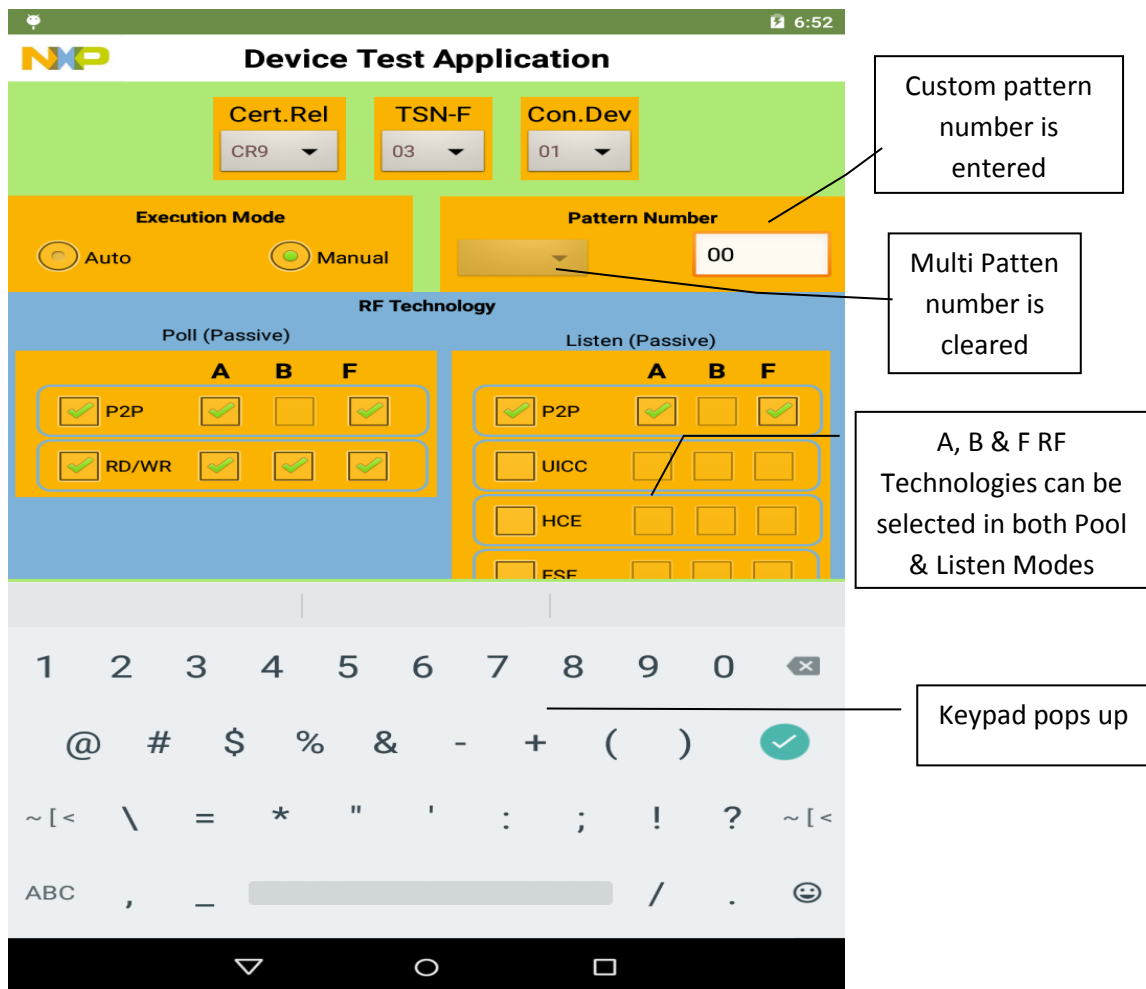 6:52
NXP
Device Test Application
Cert.Rel TSN-F Con.Dev
CR9 03 01
Execution Mode
Auto Manual
Pattern Number
00
RF Technology
Poll (Passive)
A B F
P2P
RD/WR
Listen (Passive)
A B F
P2P
UICC
HCE
ESE
1 2 3 4 5 6 7 8 9 0
@ # $ % & - + ( )
~ [ < \ = * " ' : ; ! ? ~ [ <
ABC , _ / .
Custom pattern
number is
entered
Multi Patten
number is
cleared
A, B & F RF
Technologies can be
selected in both Pool
& Listen Modes
Keypad pops up